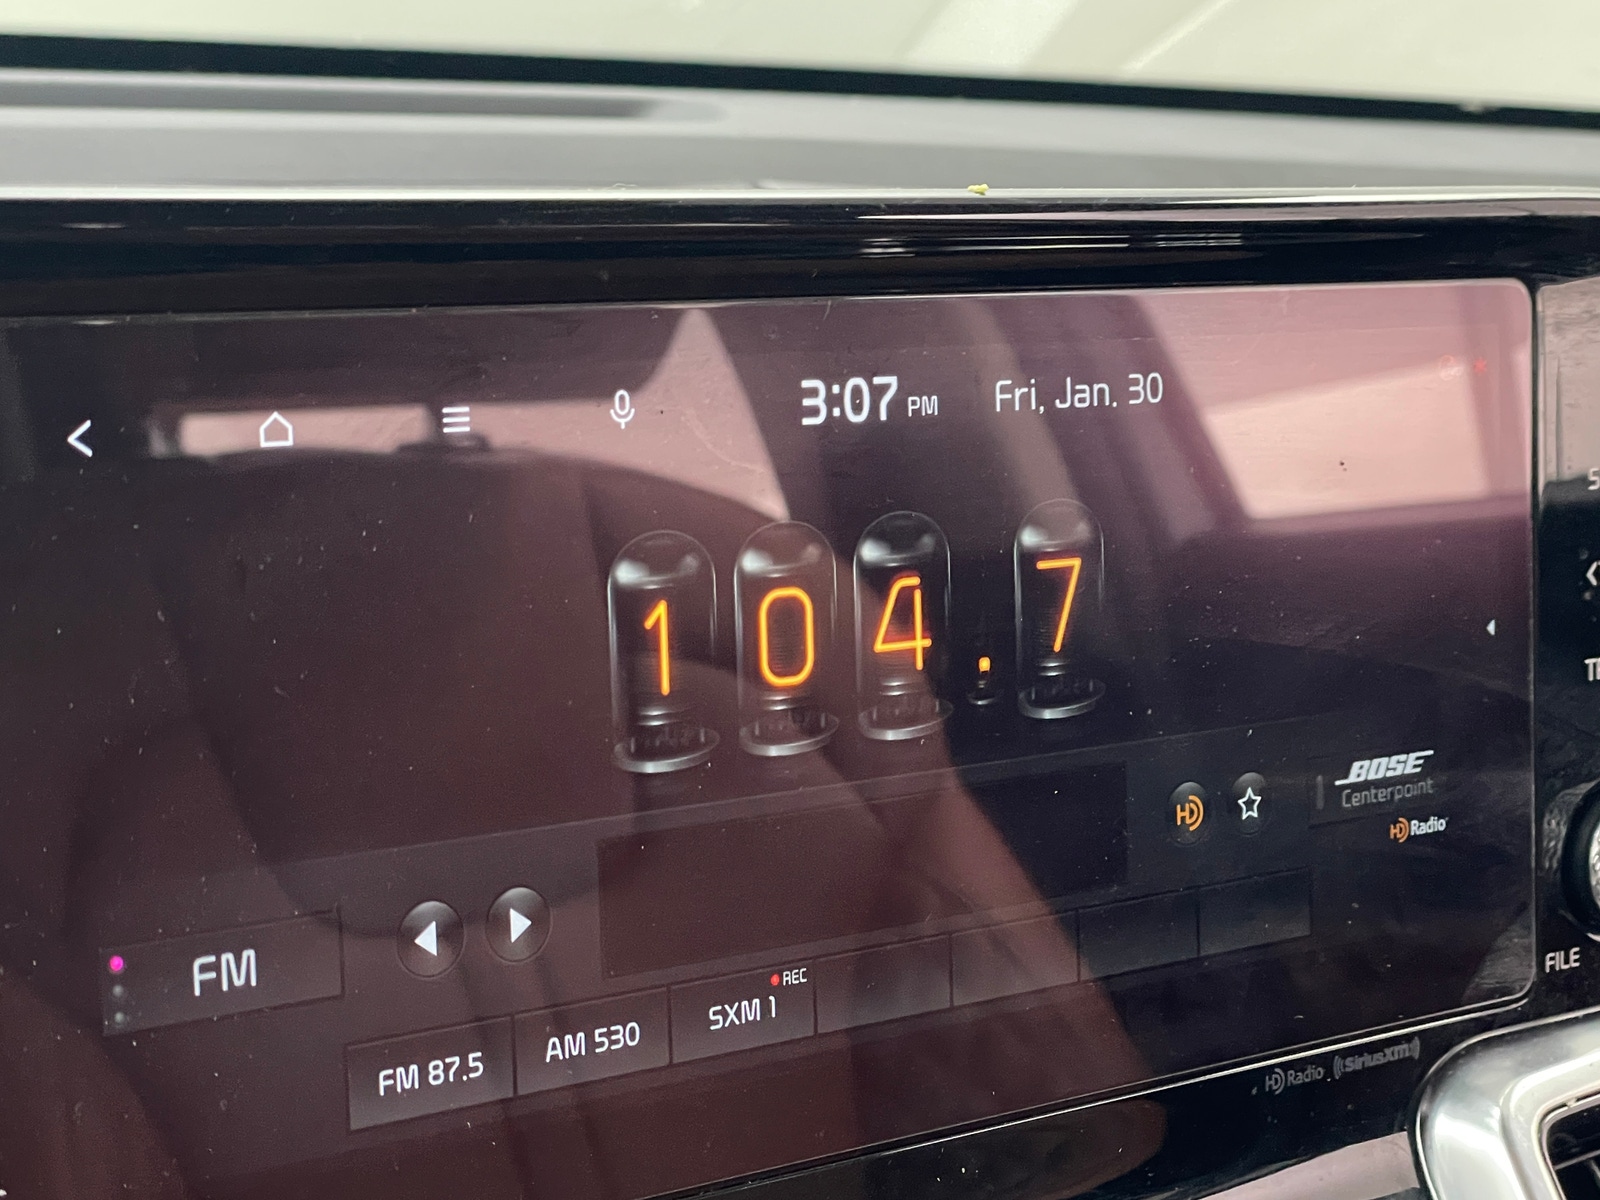 3:07 PM Fri, Jan. 30
104.7
BOSE
Centerpoint
HD
HD Radio
FM
REC
FM 87.5
AM 530
SXM 1
FILE
HD Radio
((SiriusXM))